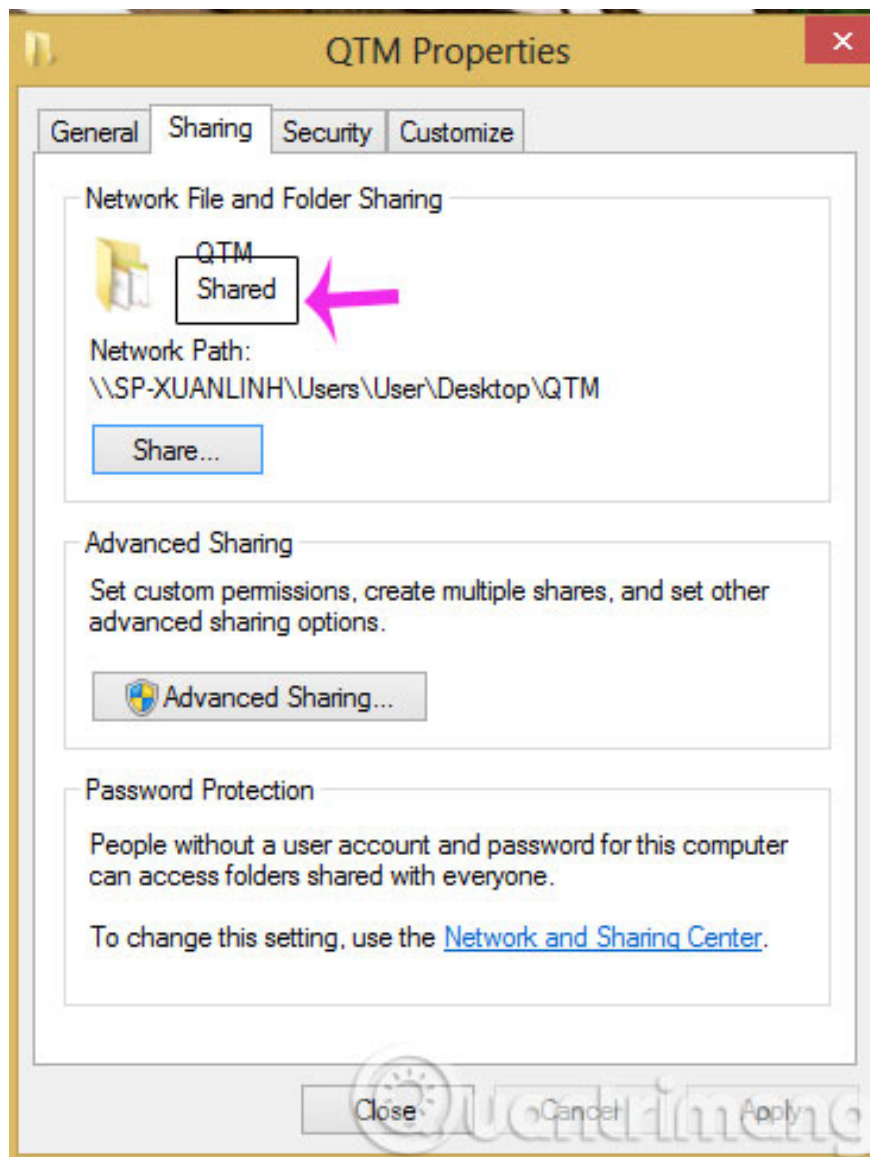 QTM Properties
General Sharing Security Customize
Network File and Folder Sharing
QTM
Shared
Network Path:
\\SP-XUANLINH\Users\User\Desktop\QTM
Share...
Advanced Sharing
Set custom permissions, create multiple shares, and set other
advanced sharing options.
Advanced Sharing...
Password Protection
People without a user account and password for this computer
can access folders shared with everyone.
To change this setting, use the Network and Sharing Center.
Close Cancel Apply
Quantrimang